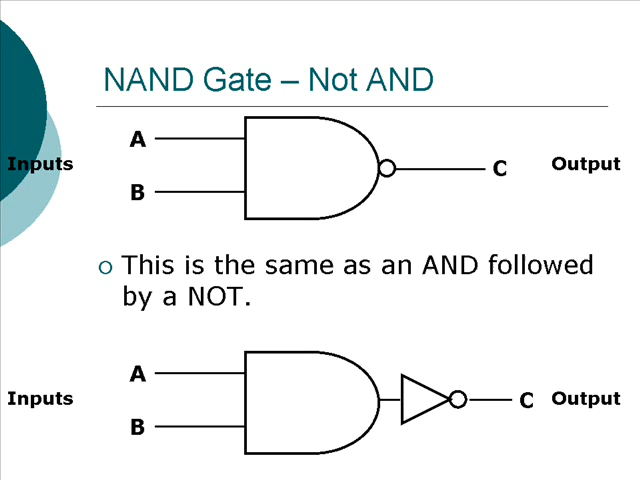 NAND Gate – Not AND
A
Inputs
Output
C
B
This is the same as an AND followed
by a NOT.
A
Inputs
C Output
B